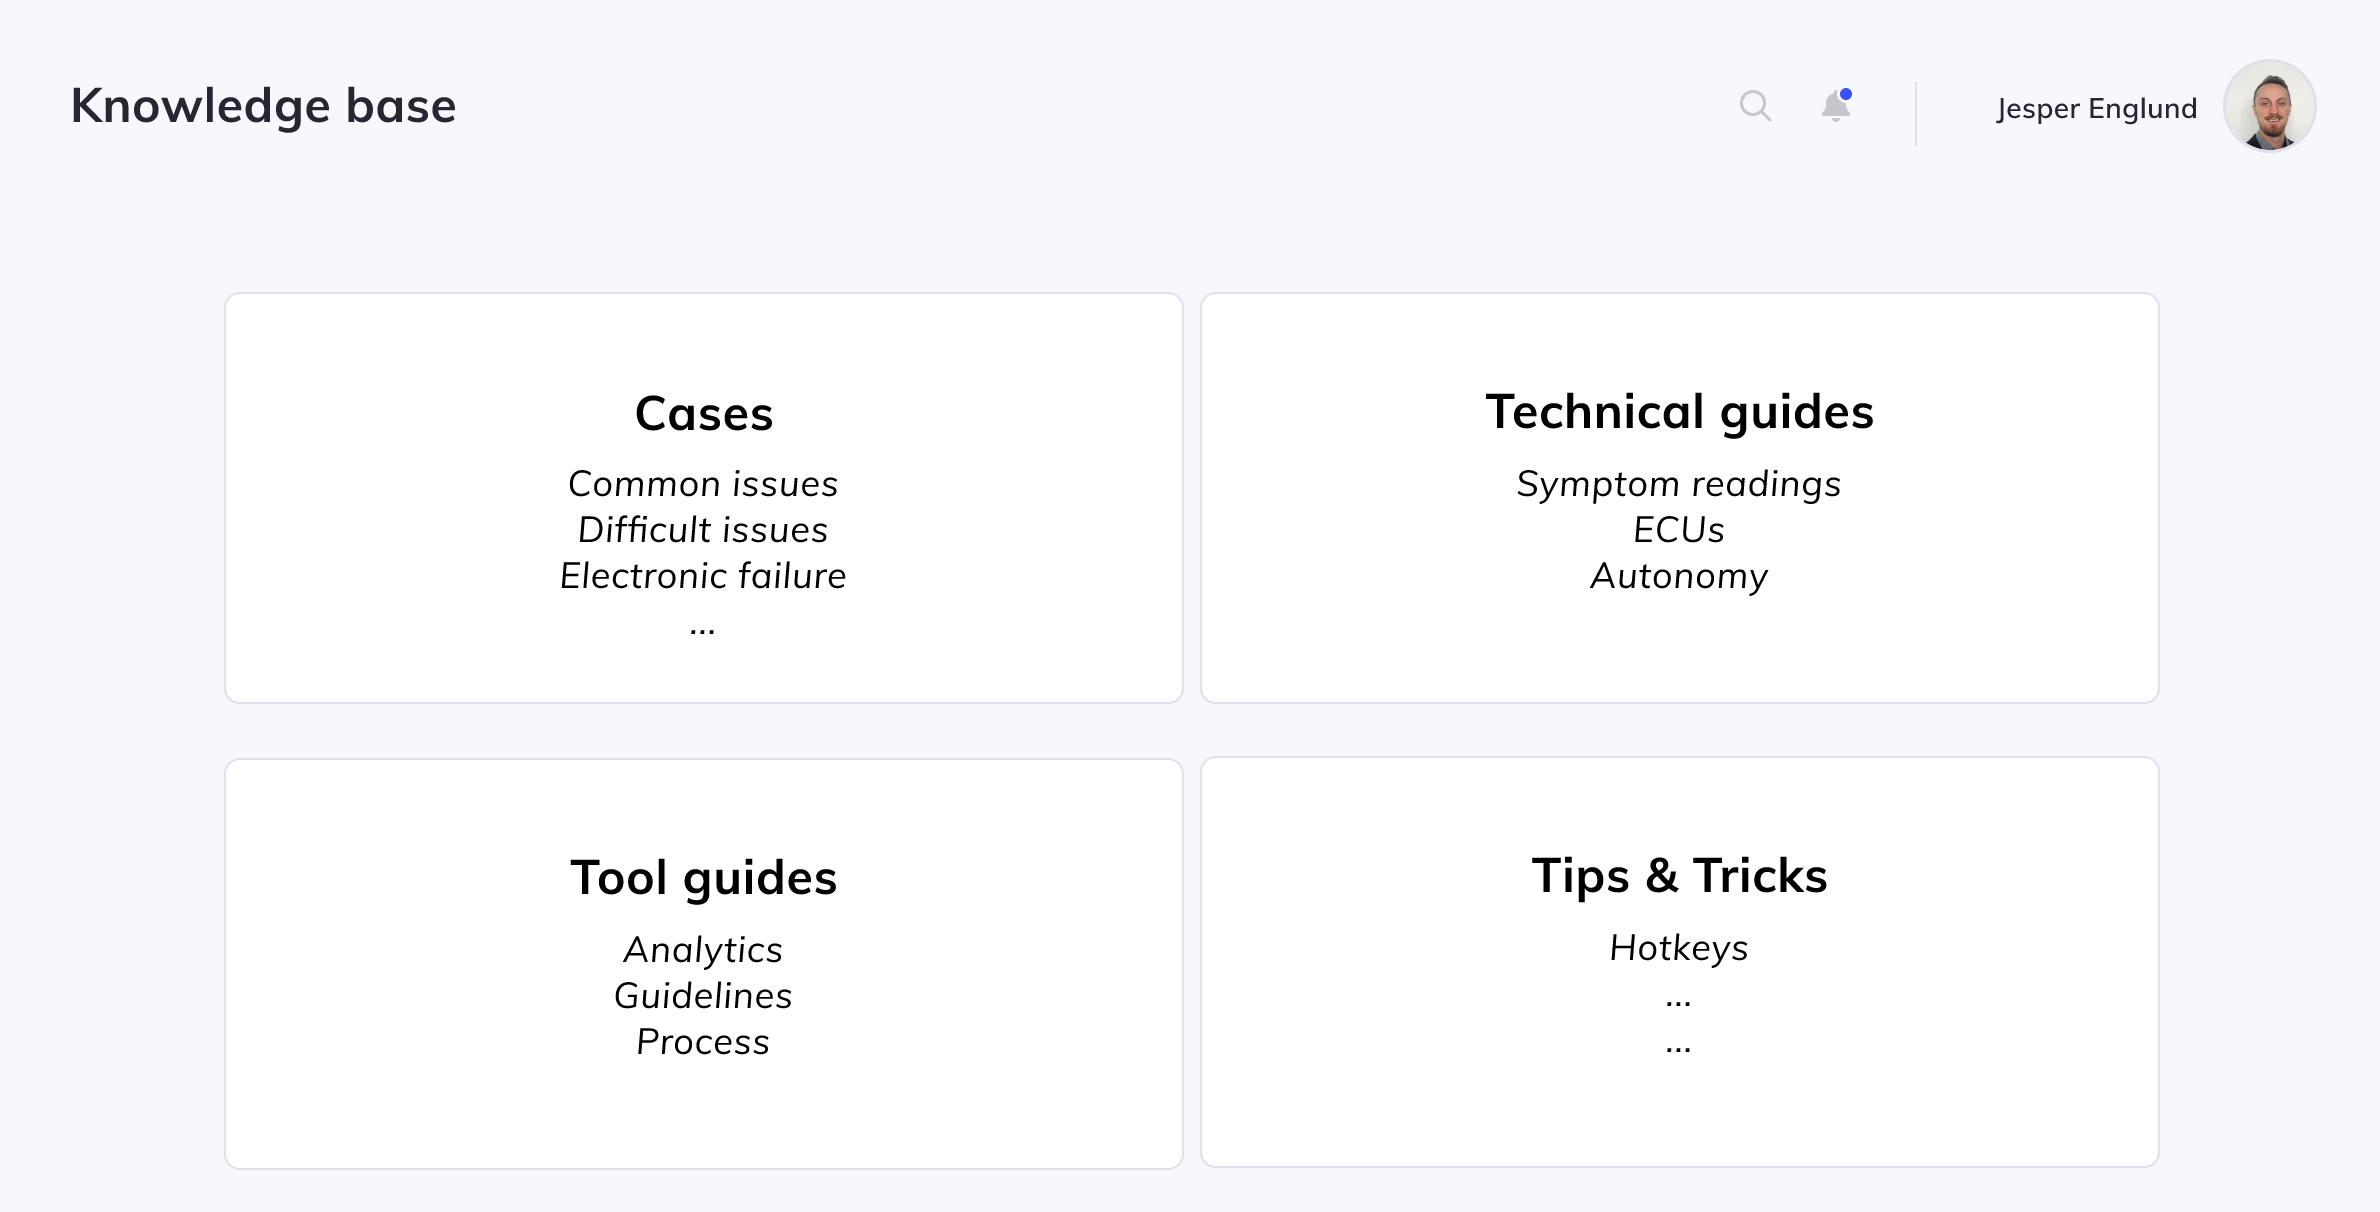 Knowledge base
Jesper Englund
Cases
Common issues
Difficult issues
Electronic failure
...
Technical guides
Symptom readings
ECUs
Autonomy
Tool guides
Analytics
Guidelines
Process
Tips & Tricks
Hotkeys
...
...